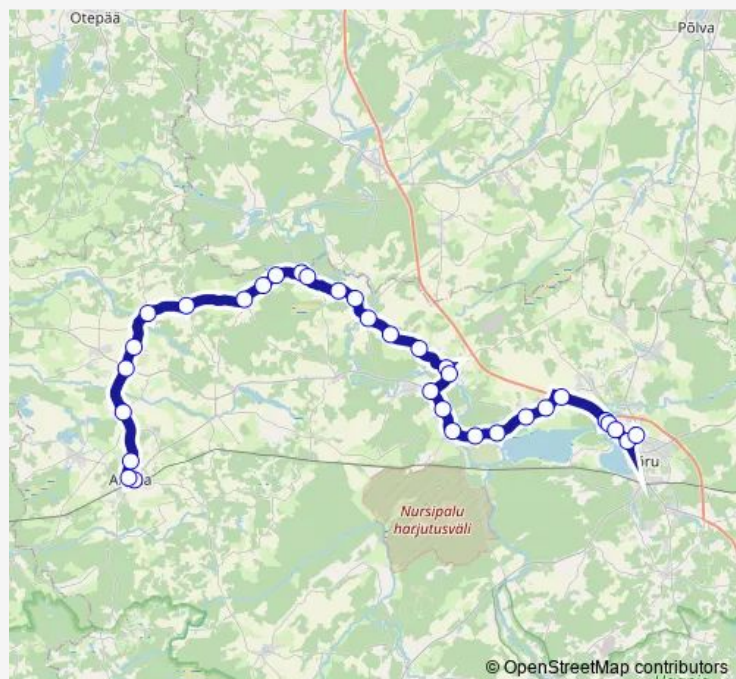 Otepää
Põlva
Nursipalu
harjutusväli
© OpenStreetMap contributors